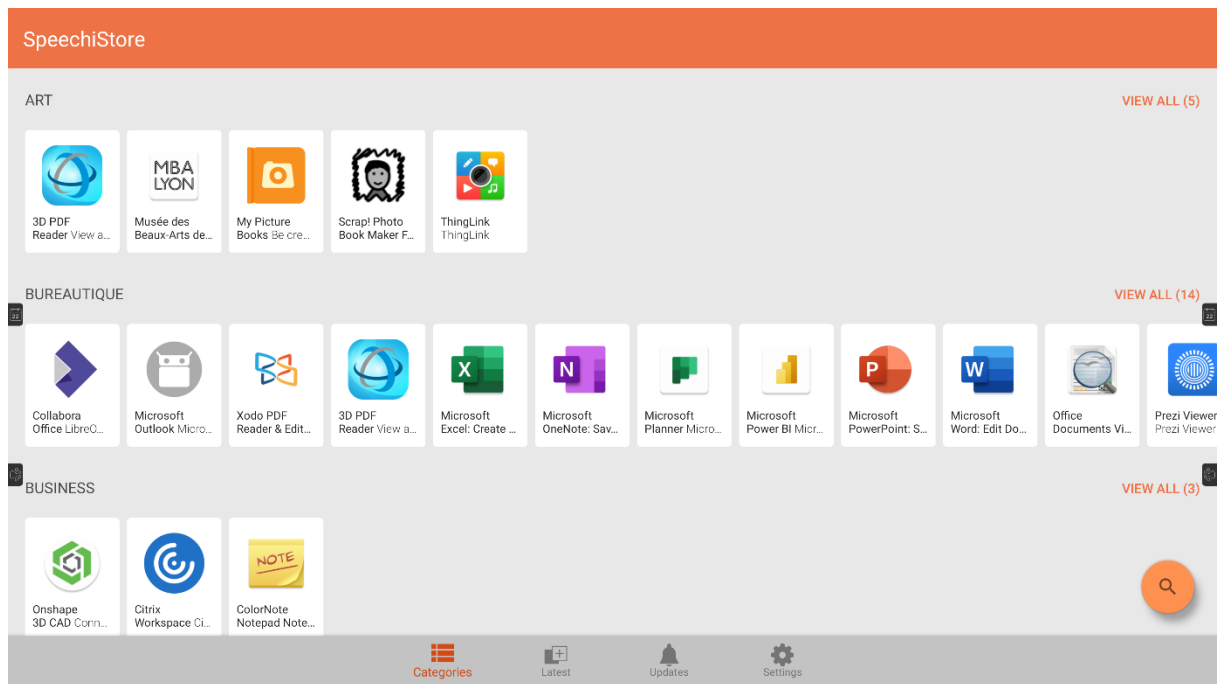 SpeechiStore
ART
VIEW ALL (5)
MBA
LYON
3D PDF
Reader View a...
Musée des
Beaux-Arts de...
My Picture
Books Be cre...
Scrap! Photo
Book Maker F...
ThingLink
ThingLink
BUREAUTIQUE
VIEW ALL (14)
22
22
X
N
P
W
Collabora
Office LibreO...
Microsoft
Outlook Micro...
Xodo PDF
Reader & Edit...
3D PDF
Reader View a...
Microsoft
Excel: Create ...
Microsoft
OneNote: Sav...
Microsoft
Planner Micro...
Microsoft
Power BI Micr...
Microsoft
PowerPoint: S...
Microsoft
Word: Edit Do...
Office
Documents Vi...
Prezi Viewer
Prezi Viewer
BUSINESS
VIEW ALL (3)
NOTE
Onshape
3D CAD Conn...
Citrix
Workspace Ci...
ColorNote
Notepad Note...
Categories
Latest
Updates
Settings